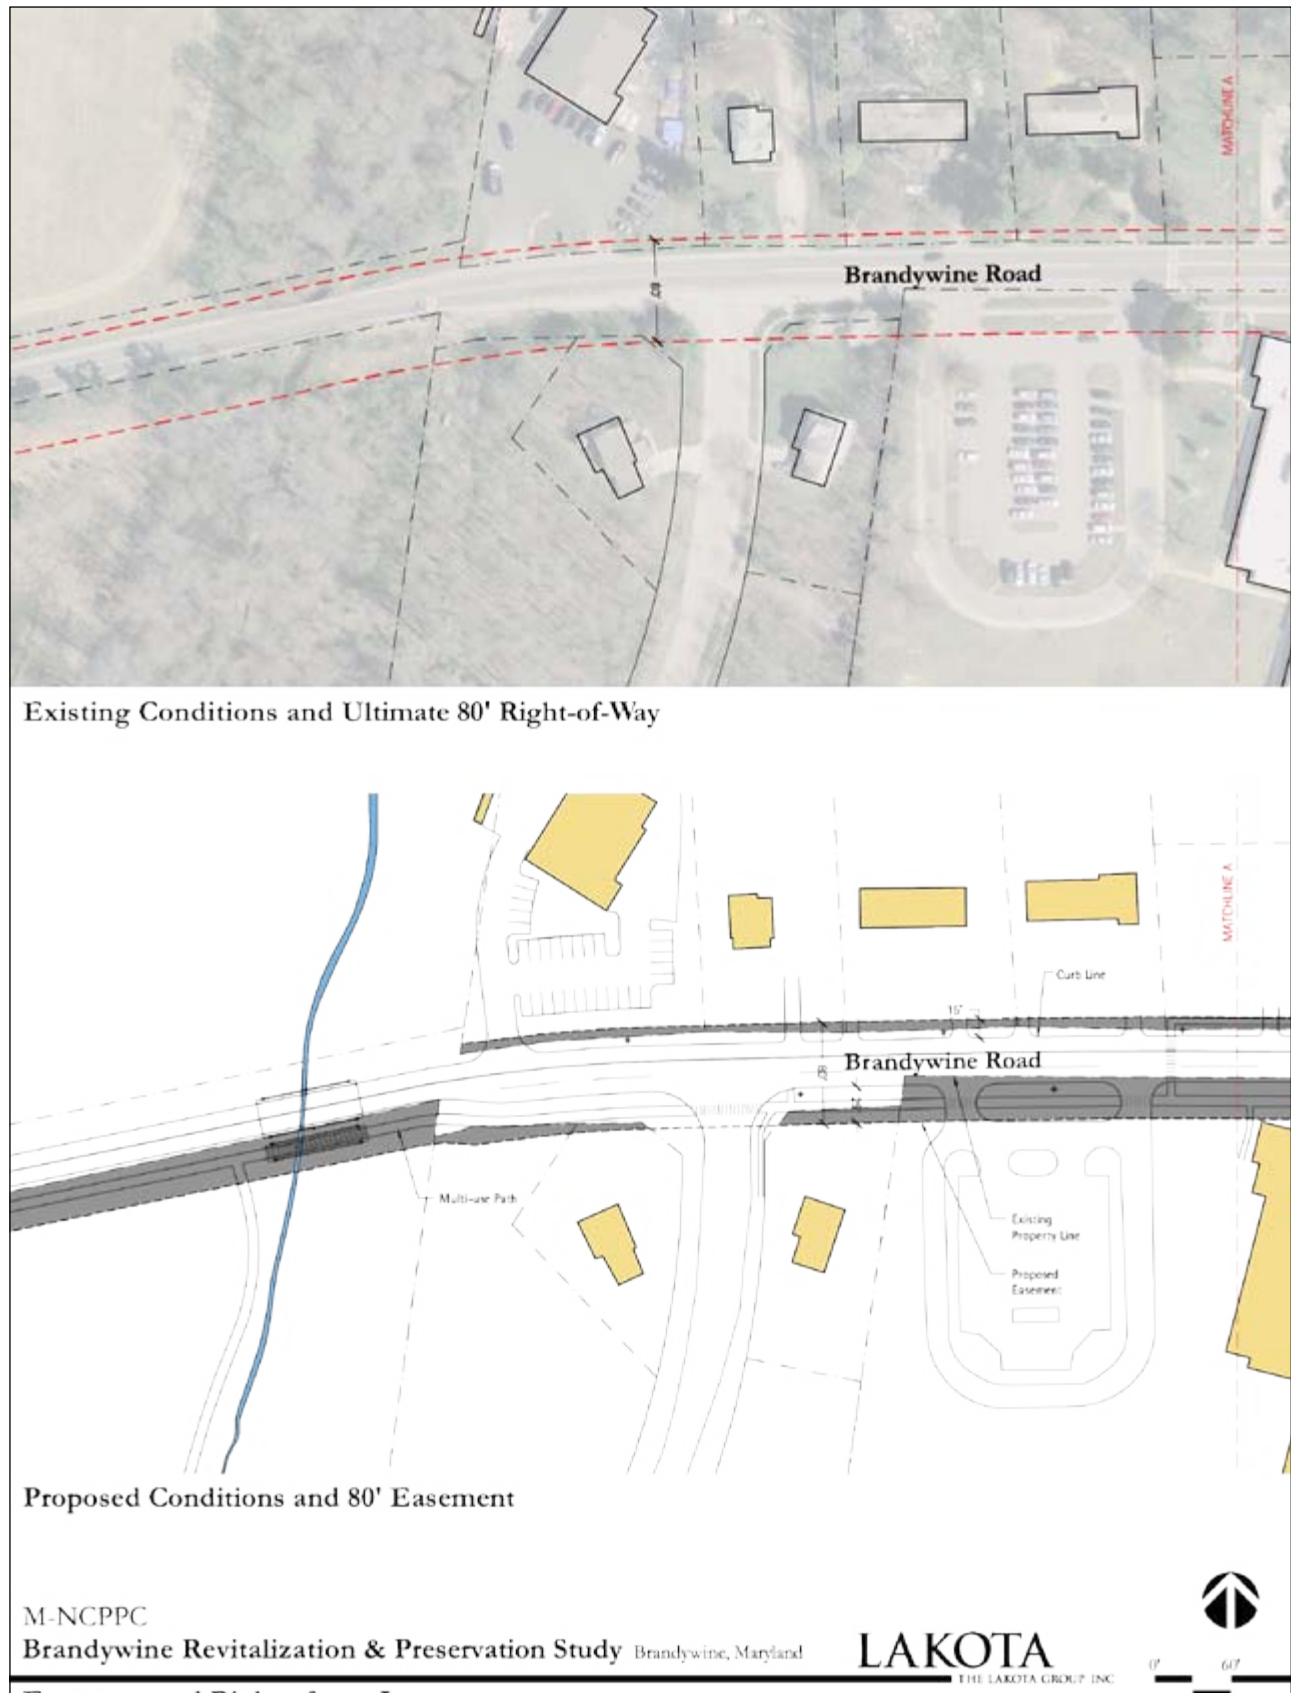 MATCHLINE A
80'
Brandywine Road
Existing Conditions and Ultimate 80' Right-of-Way
MATCHLINE A
Curb Line
15'
Brandywine Road
80'
Multi-use Path
Existing
Property Line
Proposed
Easement
Proposed Conditions and 80' Easement
M-NCPPC
Brandywine Revitalization & Preservation Study Brandywine, Maryland
LAKOTA
THE LAKOTA GROUP INC
0' 60'